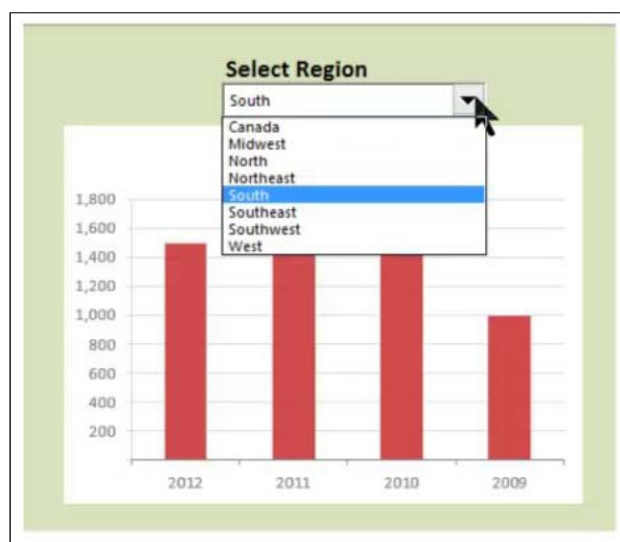 Select Region
South
Canada
Midwest
North
Northeast
South
Southeast
Southwest
West
1,800
1,600
1,400
1,200
1,000
800
600
400
200
2012 2011 2010 2009